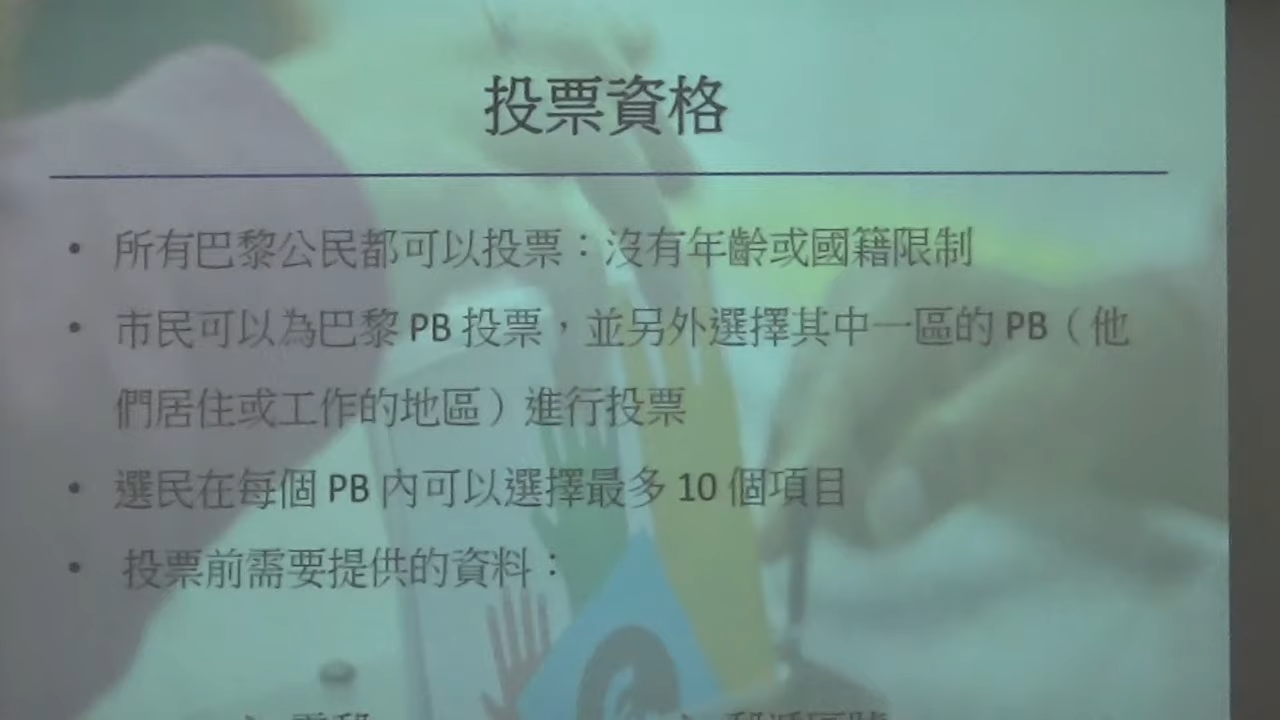 投票資格
• 所有巴黎公民都可以投票：沒有年齡或國籍限制
• 市民可以為巴黎 PB 投票，並另外選擇其中一區的 PB（他
們居住或工作的地區）進行投票
• 選民在每個 PB 內可以選擇最多 10 個項目
• 投票前需要提供的資料：